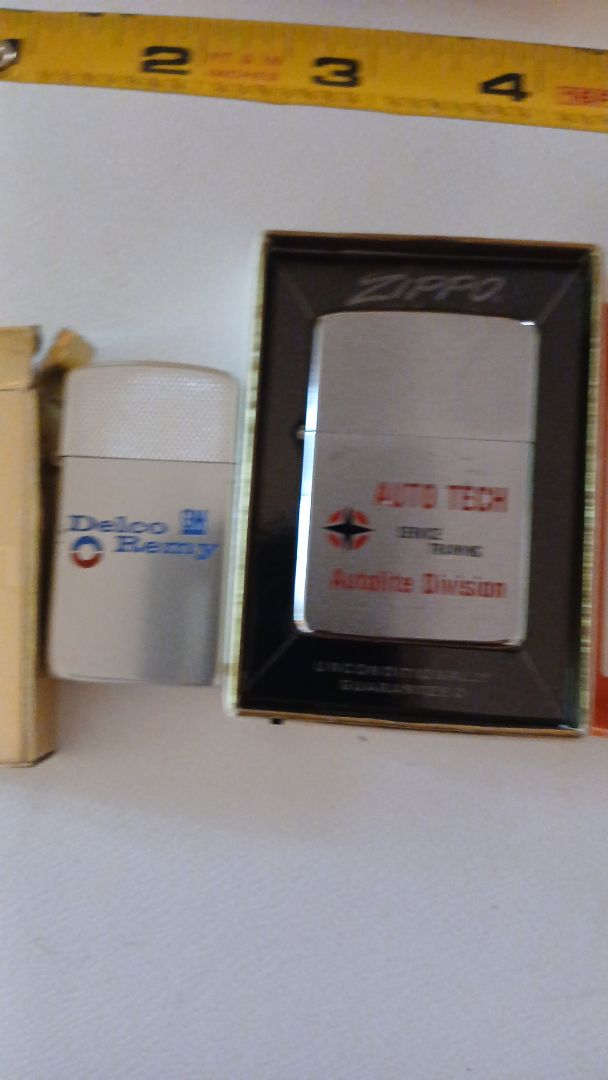 2 3 4
ZIPPO
Delco GM
Remy
AUTO TECH
SERVICE
TRAINING
Autolite Division
UNCONDITIONALLY
GUARANTEED